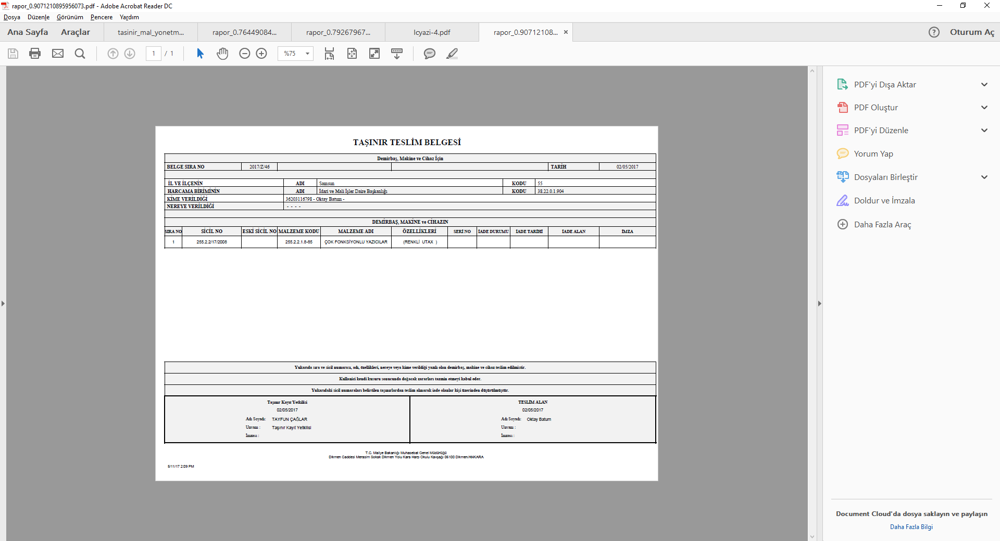 rapor_0.9071210895956073.pdf - Adobe Acrobat Reader DC
Dosya Düzenle Görünüm Pencere Yardım
Ana Sayfa Araçlar tasinir_mal_yonetm... rapor_0.76449084... rapor_0.79267967... Icyazi-4.pdf rapor_0.90712108... × Oturum Aç
1 / 1 %75
PDF'yi Dışa Aktar
PDF Oluştur
PDF'yi Düzenle
Yorum Yap
Dosyaları Birleştir
Doldur ve İmzala
Daha Fazla Araç
TAŞINIR TESLİM BELGESİ
Demirbaş, Makine ve Cihaz İçin
BELGE SIRA NO 2017/Z/46 TARİH 02/05/2017
İL VE İLÇENİN ADI Samsun KODU 55
HARCAMA BİRİMİNİN ADI İdari ve Mali İşler Daire Başkanlığı KODU 38.22.0.1.904
KİME VERİLDİĞİ 36203116798 - Oktay Batum -
NEREYE VERİLDİĞİ - - - -
DEMİRBAŞ, MAKİNE ve CİHAZIN
SIRA NO SİCİL NO ESKİ SİCİL NO MALZEME KODU MALZEME ADI ÖZELLİKLERİ SERİ NO İADE DURUMU İADE TARİHİ İADE ALAN İMZA
1 255.2.2/17/2008 255.2.2.1.8-85 ÇOK FONKSİYONLU YAZICILAR (RENKLİ UTAX )
Yukarıda sıra ve sicil numarası, adı, özellikleri, nereye veya kime verildiği yazılı olan demirbaş, makine ve cihaz teslim edilmistir.
Kullanici kendi kusuru sonucunda doğacak zararları tazmin etmeyi kabul eder.
Yukarıdaki sicil numaraları belirtilen taşınırlardan teslim alınarak iade olanlar kişi üzerinden düşürülmüştür.
Taşınır Kayıt Yetkilisi
02/05/2017
Adı Soyadı: TAYFUN ÇAĞLAR
Unvanı : Taşınır Kayıt Yetkilisi
İmzası :
TESLİM ALAN
02/05/2017
Adı Soyadı: Oktay Batum
Unvanı :
İmzası :
T.C. Maliye Bakanlığı Muhasebat Genel Müdürlüğü
Dikmen Caddesi Merasim Sokak Dikmen Yolu Kara Harp Okulu Kavşağı 06100 Dikmen/ANKARA
5/11/17 2:09 PM
Document Cloud'da dosya saklayın ve paylaşın
Daha Fazla Bilgi